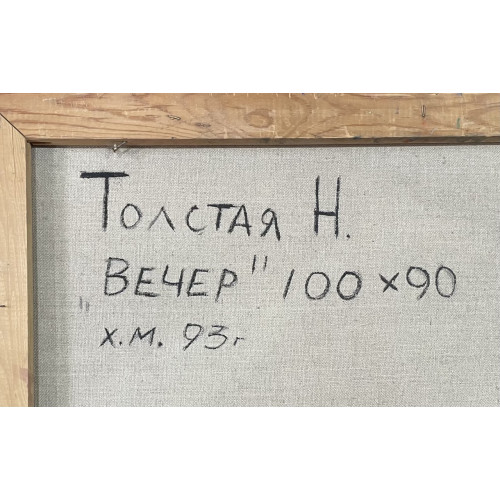 Толстая Н.
"ВЕЧЕР" 100×90
х.м. 93г